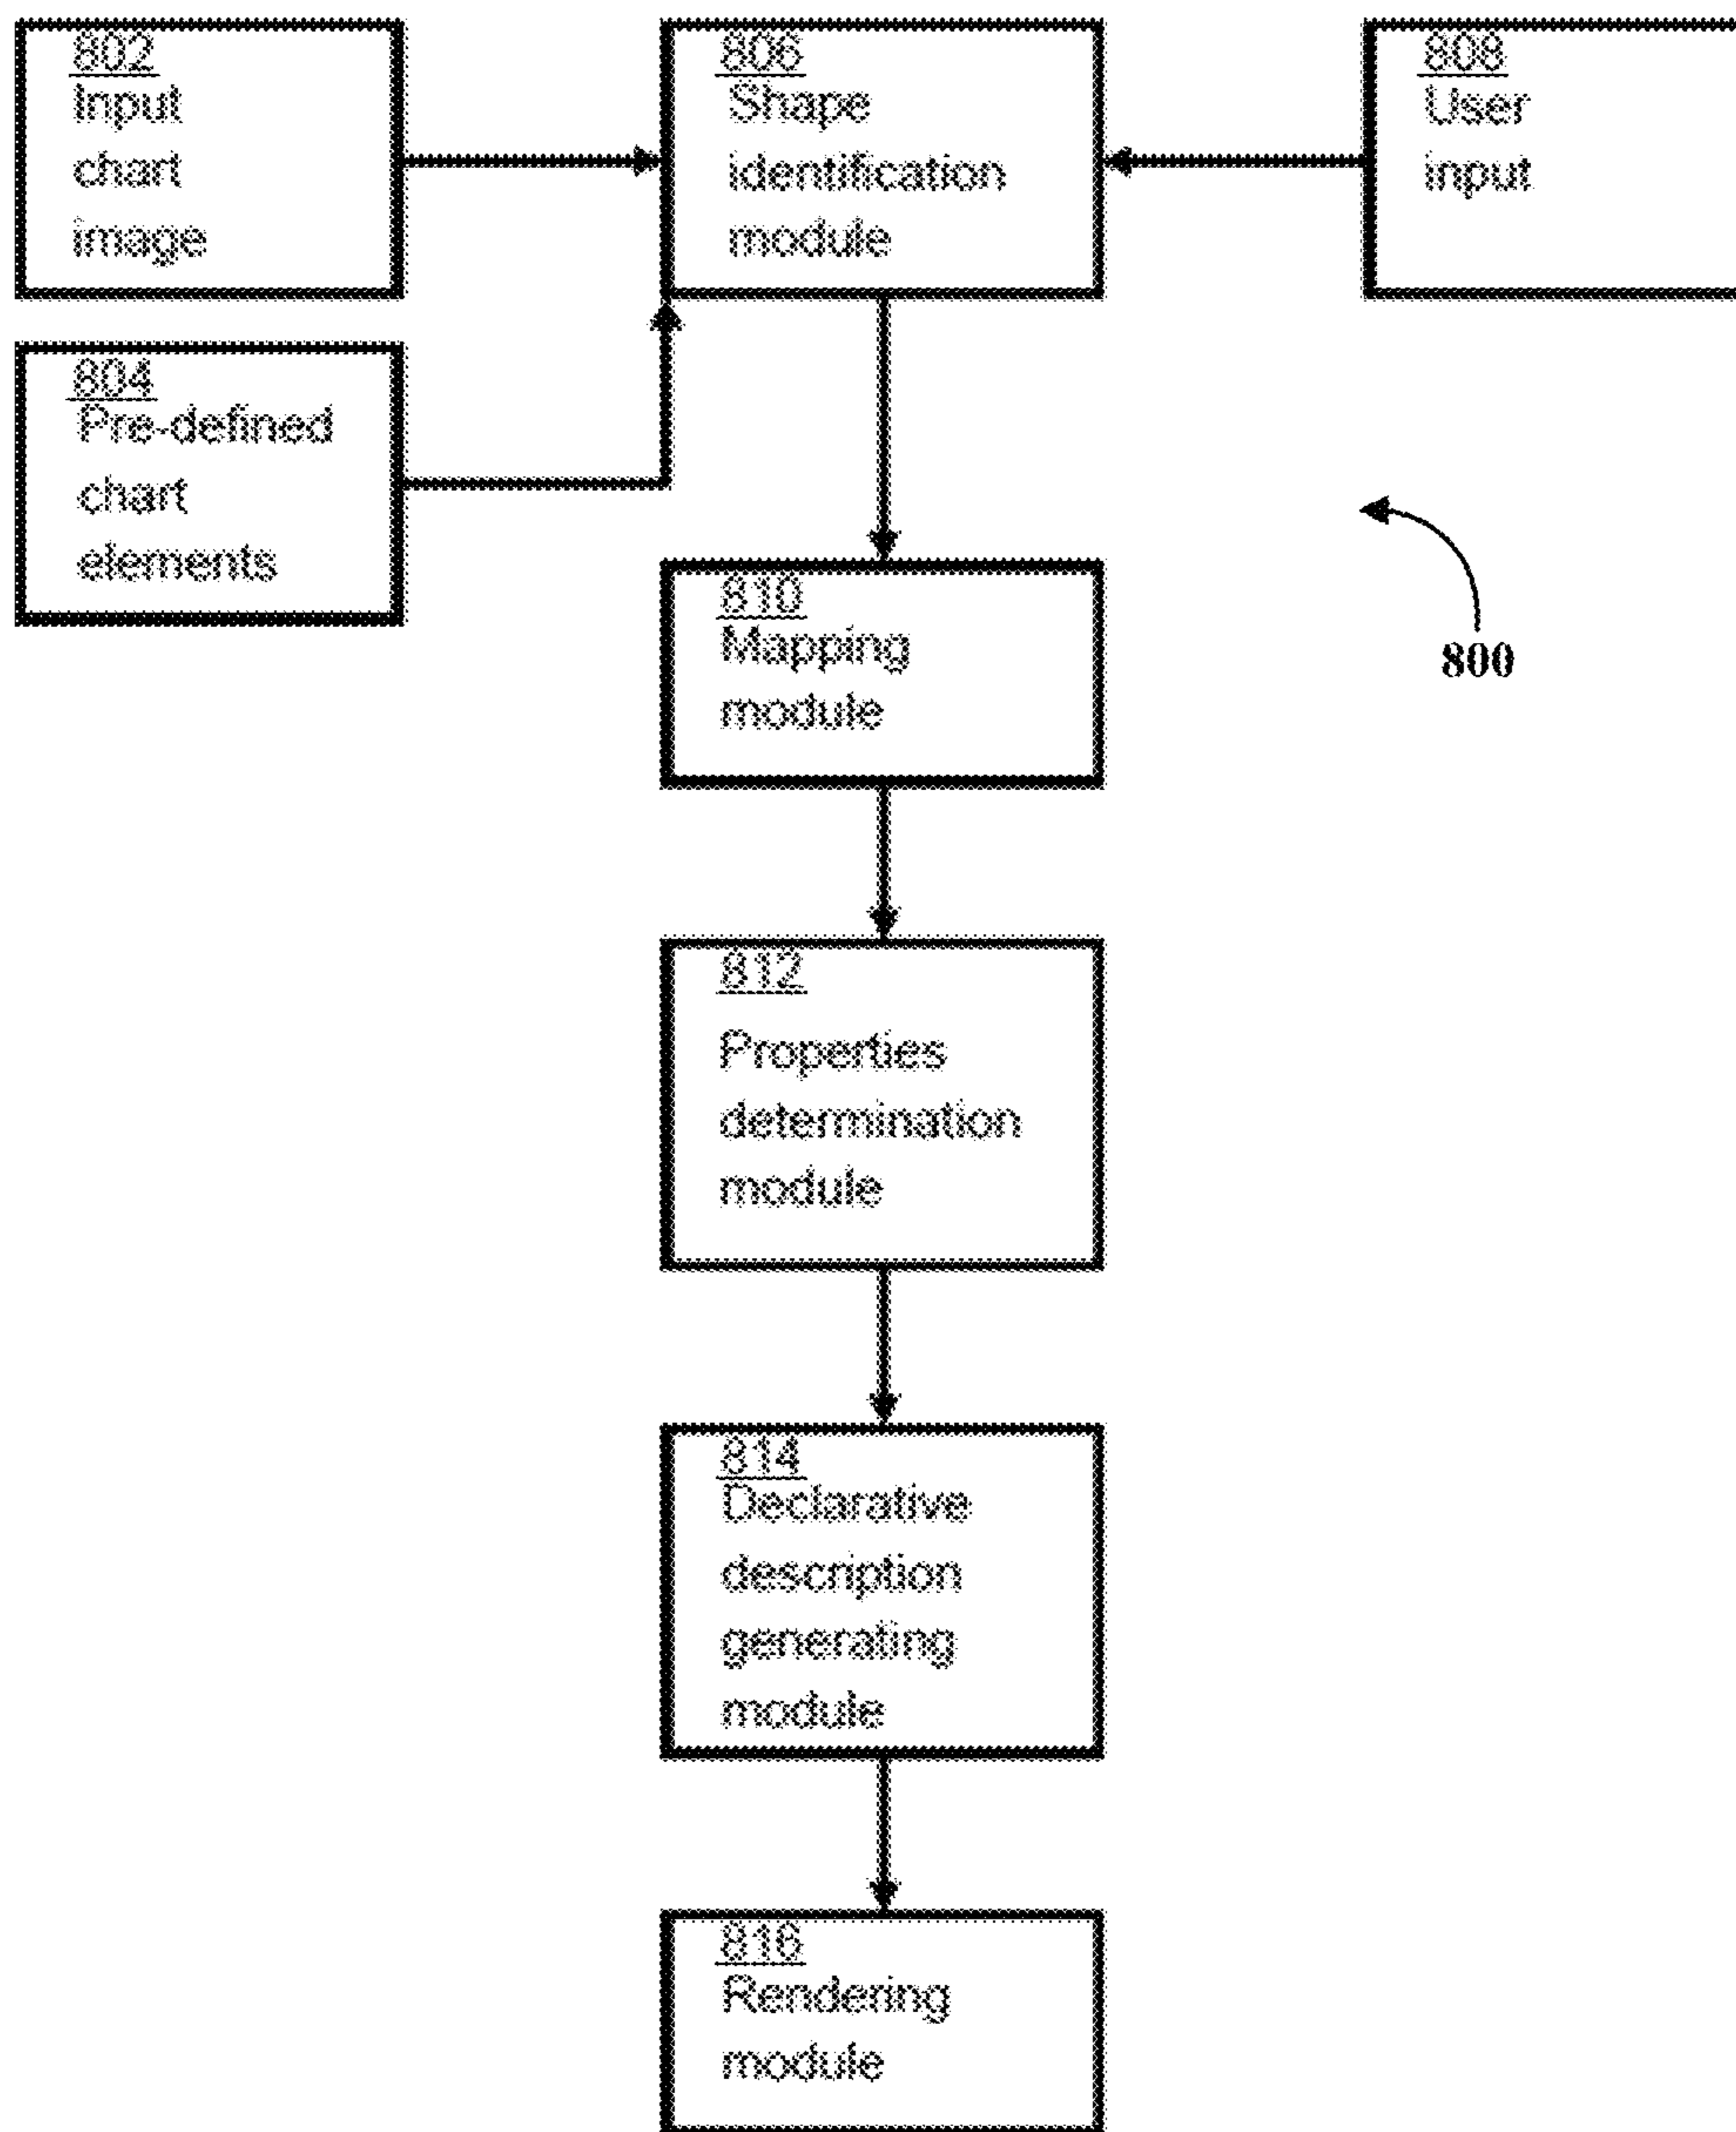 802
Input
chart
image
806
Shape
identification
module
808
User
input
804
Pre-defined
chart
elements
810
Mapping
module
800
812
Properties
determination
module
814
Declarative
description
generating
module
816
Rendering
module